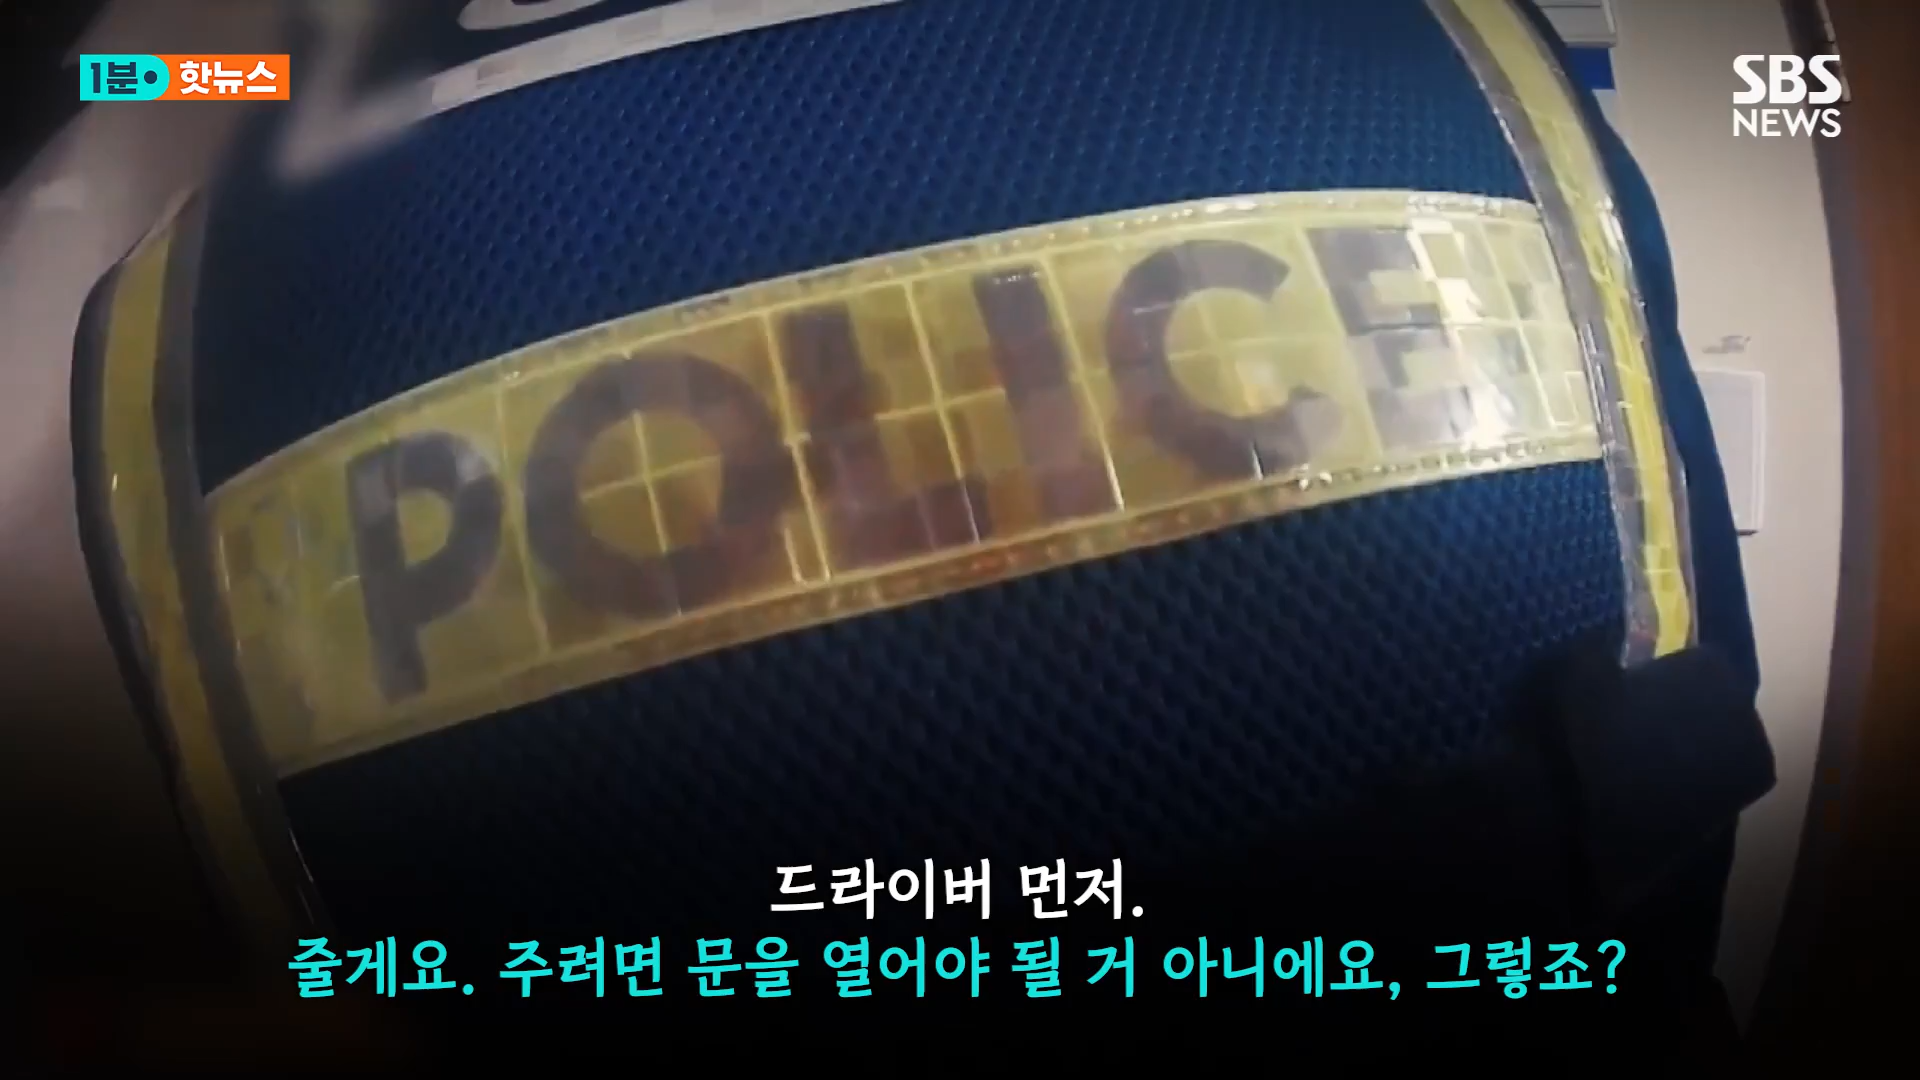 1분 핫뉴스
SBS
NEWS
POLICE
드라이버 먼저.
줄게요. 주려면 문을 열어야 될 거 아니에요, 그렇죠?